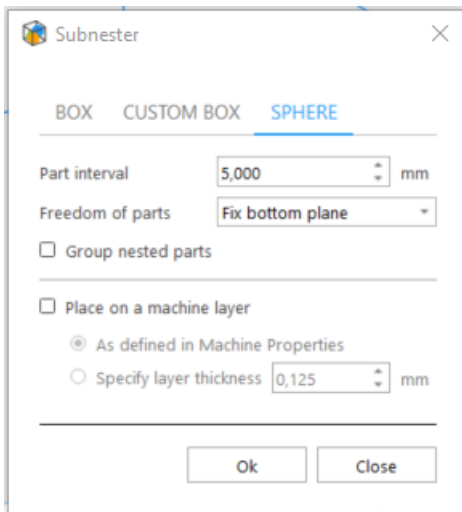 Subnester
BOX CUSTOM BOX SPHERE
Part interval 5,000 mm
Freedom of parts Fix bottom plane
Group nested parts
Place on a machine layer
As defined in Machine Properties
Specify layer thickness 0,125 mm
Ok Close